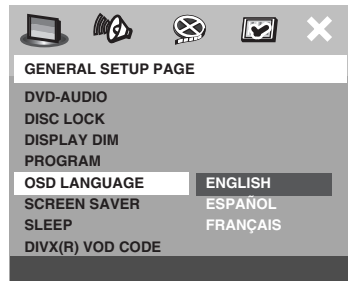 GENERAL SETUP PAGE
DVD-AUDIO
DISC LOCK
DISPLAY DIM
PROGRAM
OSD LANGUAGE ENGLISH
SCREEN SAVER ESPAÑOL
SLEEP FRANÇAIS
DIVX(R) VOD CODE